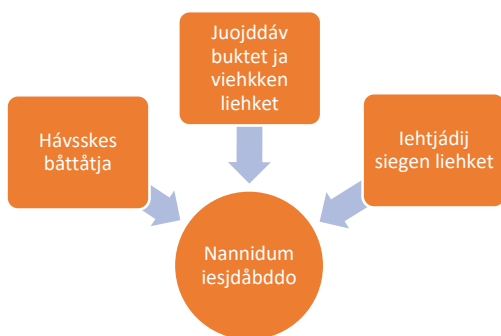 Juojddáv
buktet ja
viehkken
liehket
Hávsskes
båttåtja
Iehtjádij
siegen liehket
Nannidum
iesjdåbddo